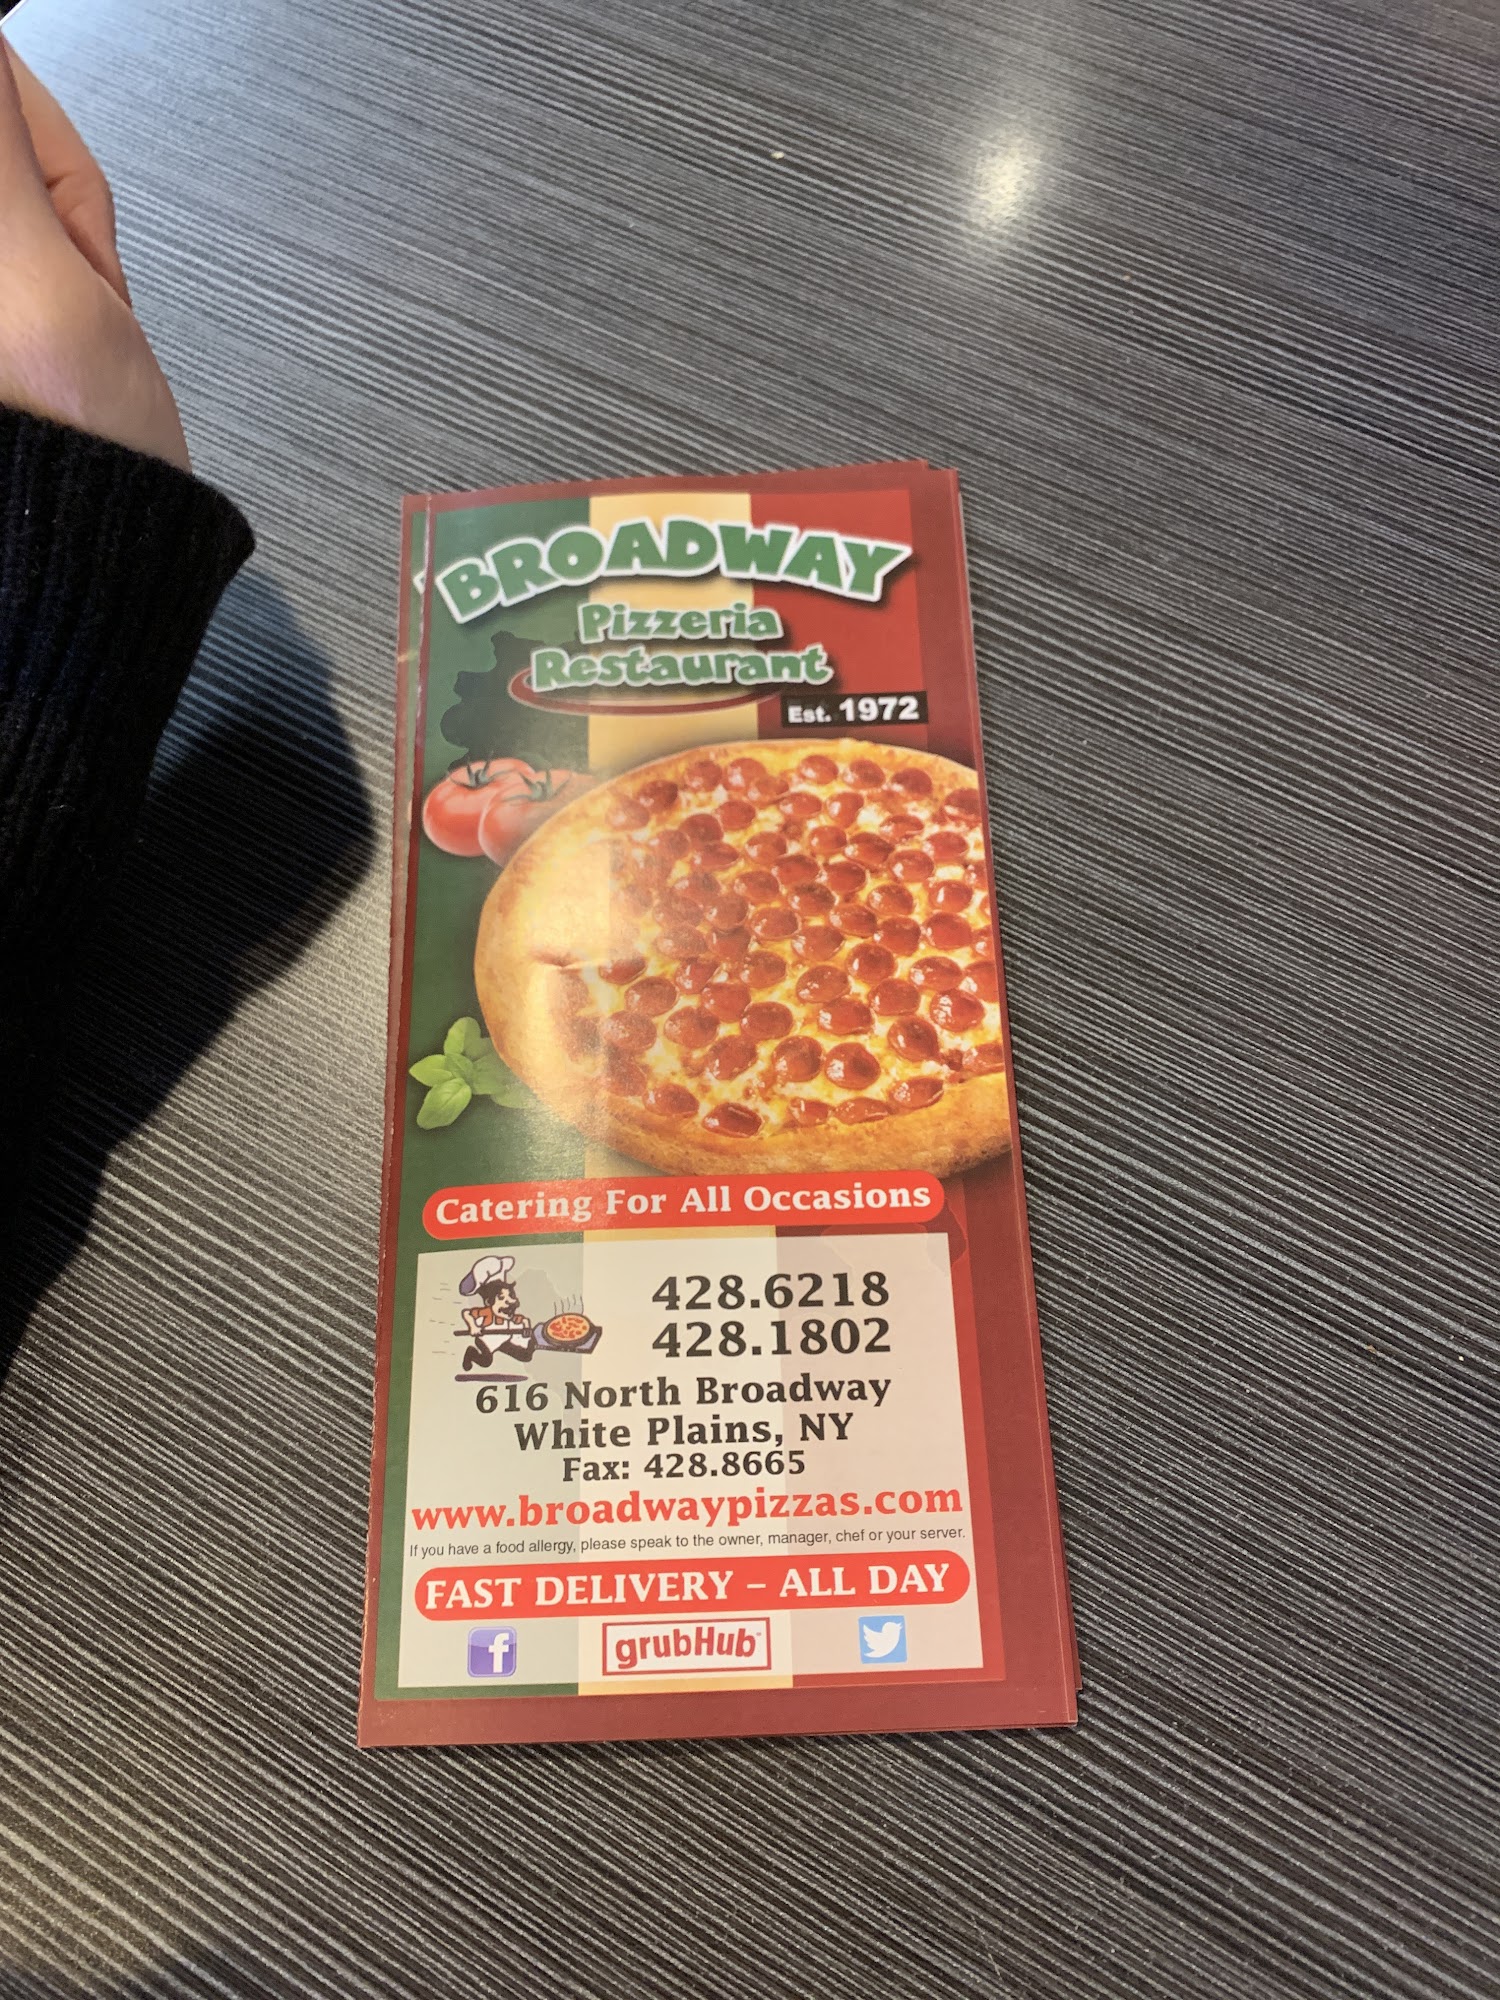 BROADWAY
Pizzeria
Restaurant
Est. 1972
Catering For All Occasions
428.6218
428.1802
616 North Broadway
White Plains, NY
Fax: 428.8665
www.broadwaypizzas.com
If you have a food allergy, please speak to the owner, manager, chef or your server.
FAST DELIVERY – ALL DAY
f
grubHub